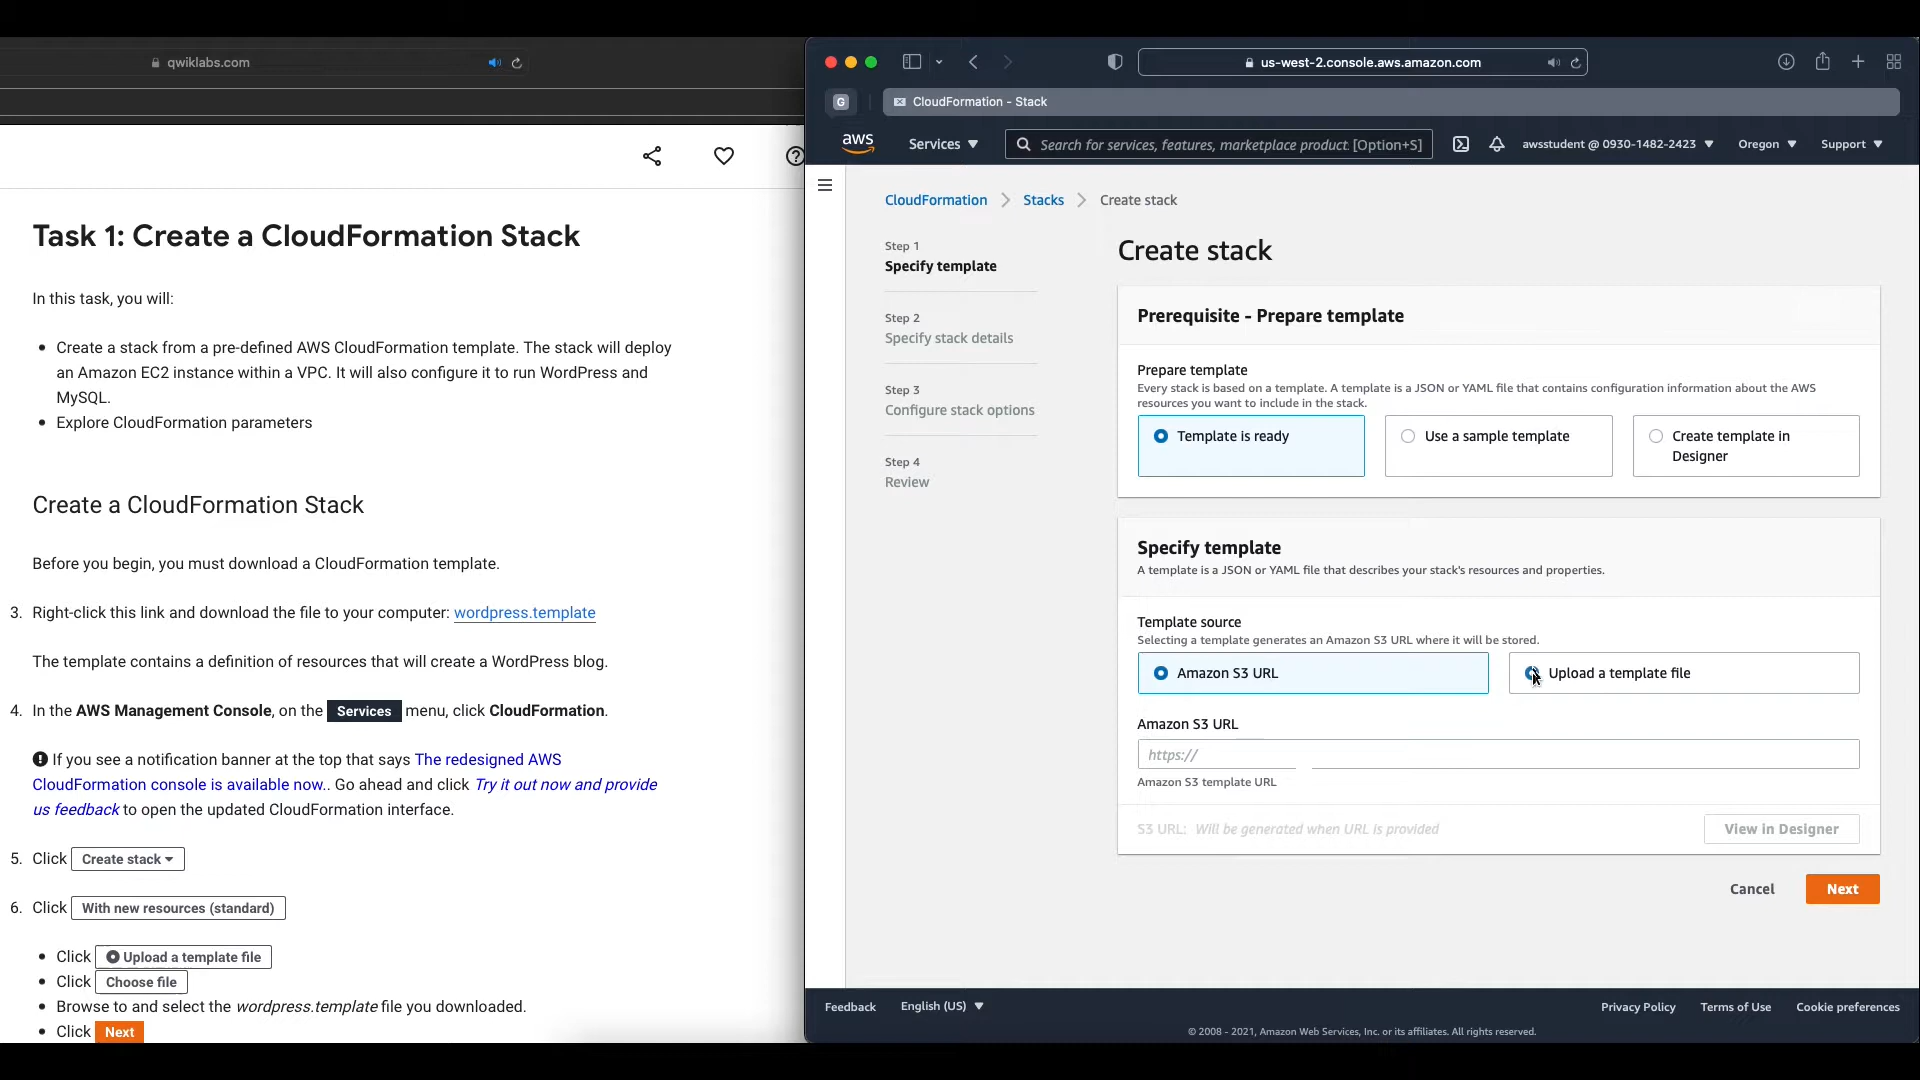 qwiklabs.com
Task 1: Create a CloudFormation Stack
In this task, you will:
• Create a stack from a pre-defined AWS CloudFormation template. The stack will deploy
an Amazon EC2 instance within a VPC. It will also configure it to run WordPress and
MySQL.
• Explore CloudFormation parameters
Create a CloudFormation Stack
Before you begin, you must download a CloudFormation template.
3. Right-click this link and download the file to your computer: wordpress.template
The template contains a definition of resources that will create a WordPress blog.
4. In the AWS Management Console, on the Services menu, click CloudFormation.
If you see a notification banner at the top that says The redesigned AWS
CloudFormation console is available now.. Go ahead and click Try it out now and provide
us feedback to open the updated CloudFormation interface.
5. Click Create stack
6. Click With new resources (standard)
• Click Upload a template file
• Click Choose file
• Browse to and select the wordpress.template file you downloaded.
• Click Next
us-west-2.console.aws.amazon.com
G CloudFormation - Stack
aws Services Search for services, features, marketplace product [Option+S] awsstudent @ 0930-1482-2423 Oregon Support
CloudFormation Stacks Create stack
Step 1
Specify template
Step 2
Specify stack details
Step 3
Configure stack options
Step 4
Review
Create stack
Prerequisite - Prepare template
Prepare template
Every stack is based on a template. A template is a JSON or YAML file that contains configuration information about the AWS
resources you want to include in the stack.
Template is ready
Use a sample template
Create template in
Designer
Specify template
A template is a JSON or YAML file that describes your stack's resources and properties.
Template source
Selecting a template generates an Amazon S3 URL where it will be stored.
Amazon S3 URL
Upload a template file
Amazon S3 URL
https://
Amazon S3 template URL
S3 URL: Will be generated when URL is provided
View in Designer
Cancel Next
Feedback English (US) Privacy Policy Terms of Use Cookie preferences
© 2008 - 2021, Amazon Web Services, Inc. or its affiliates. All rights reserved.